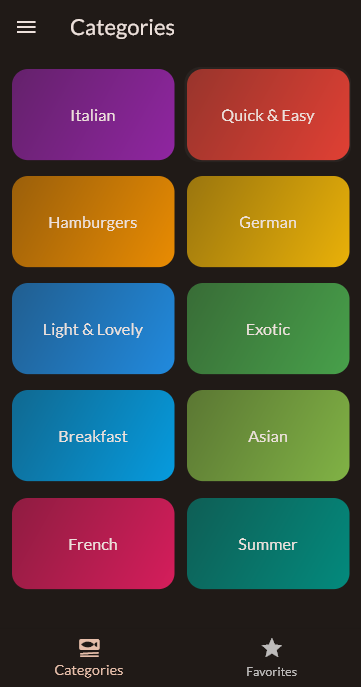 Categories
Italian
Quick & Easy
Hamburgers
German
Light & Lovely
Exotic
Breakfast
Asian
French
Summer
Categories
Favorites